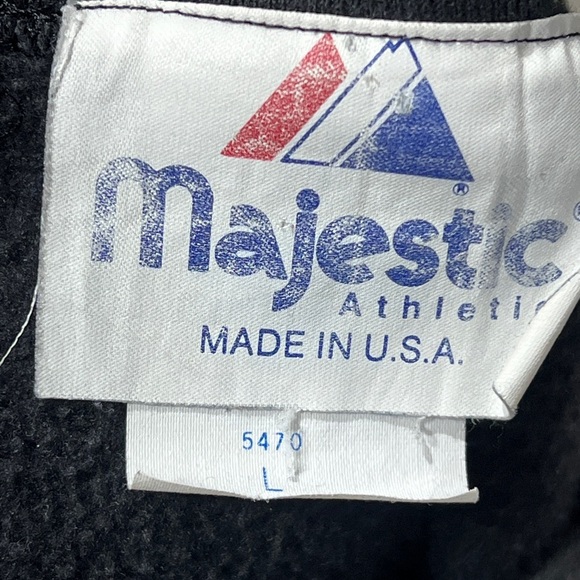 ®
majestic®
Athletic
MADE IN U.S.A.
5470
L